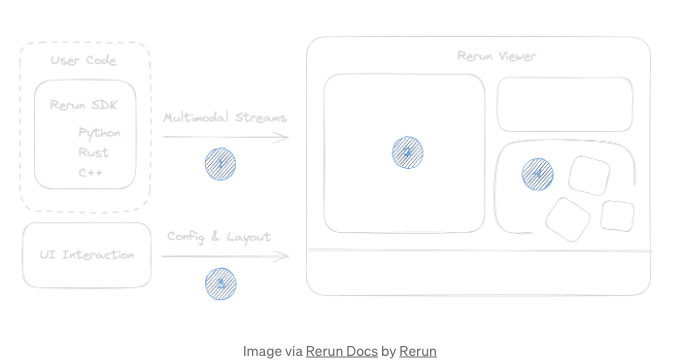 User Code
Rerun SDK
Python
Rust
C++
UI Interaction
Multimodal Streams
1
Config & Layout
3
Rerun Viewer
2
4
Image via Rerun Docs by Rerun